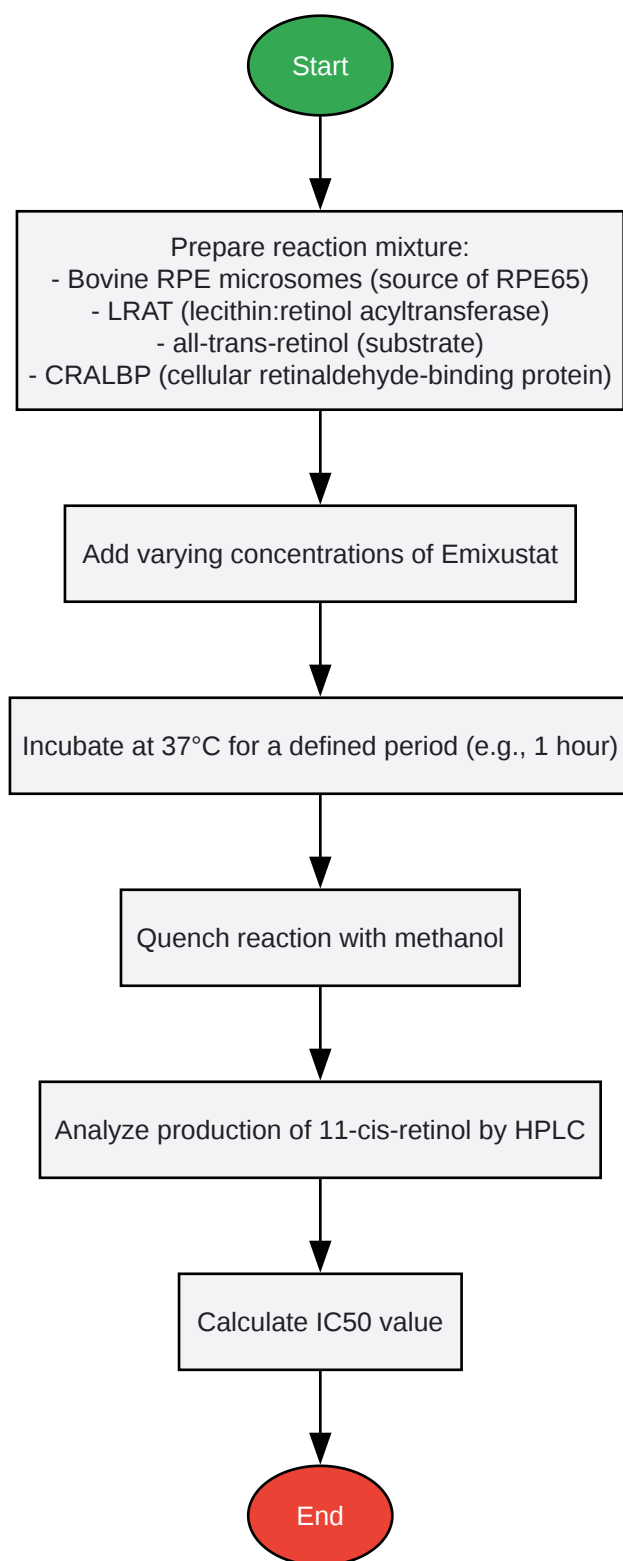 Start
Prepare reaction mixture:
- Bovine RPE microsomes (source of RPE65)
- LRAT (lecithin:retinol acyltransferase)
- all-trans-retinol (substrate)
- CRALBP (cellular retinaldehyde-binding protein)
Add varying concentrations of Emixustat
Incubate at 37°C for a defined period (e.g., 1 hour)
Quench reaction with methanol
Analyze production of 11-cis-retinol by HPLC
Calculate IC50 value
End